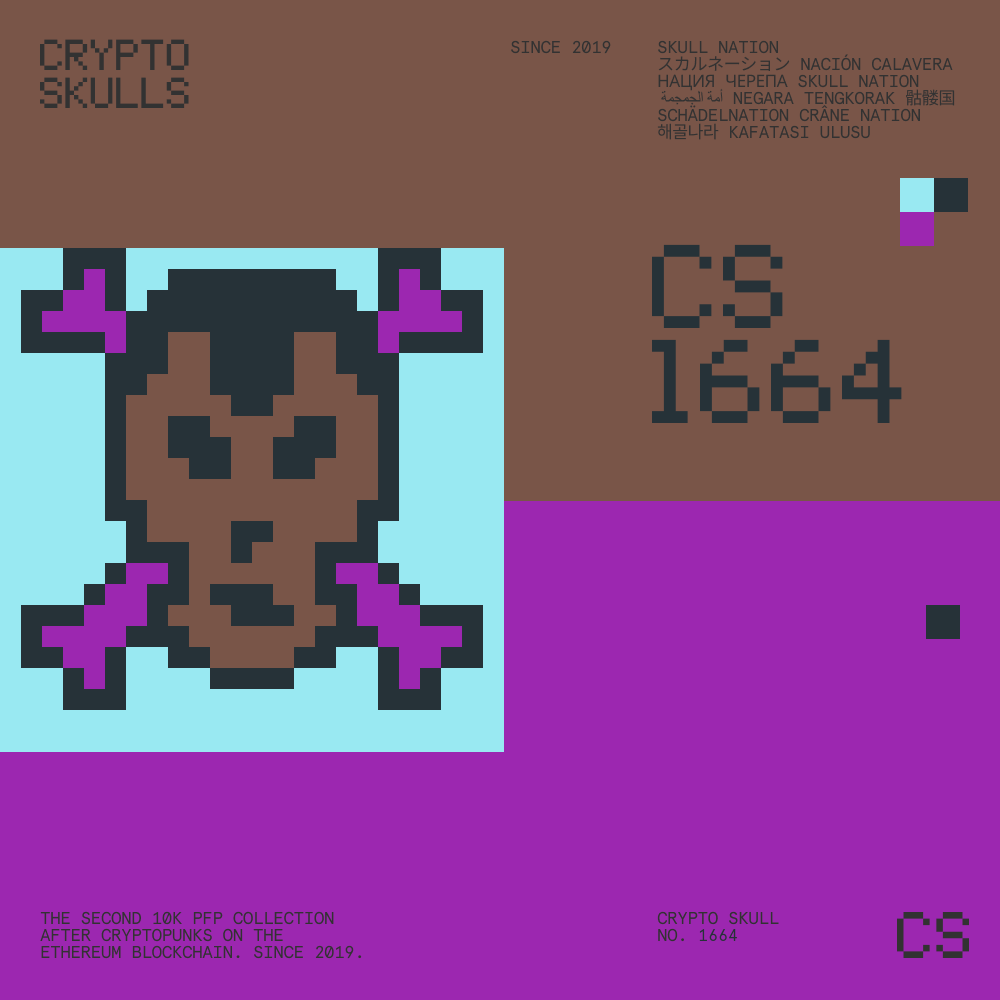 CRYPTO
SKULLS
SINCE 2019
SKULL NATION
スカルネーション NACIÓN CALAVERA
НАЦИЯ ЧЕРЕПА SKULL NATION
أمة الجمجمة NEGARA TENGKORAK 骷髅国
SCHÄDELNATION CRÂNE NATION
해골나라 KAFATASI ULUSU
CS
1664
THE SECOND 10K PFP COLLECTION
AFTER CRYPTOPUNKS ON THE
ETHEREUM BLOCKCHAIN. SINCE 2019.
CRYPTO SKULL
NO. 1664
CS